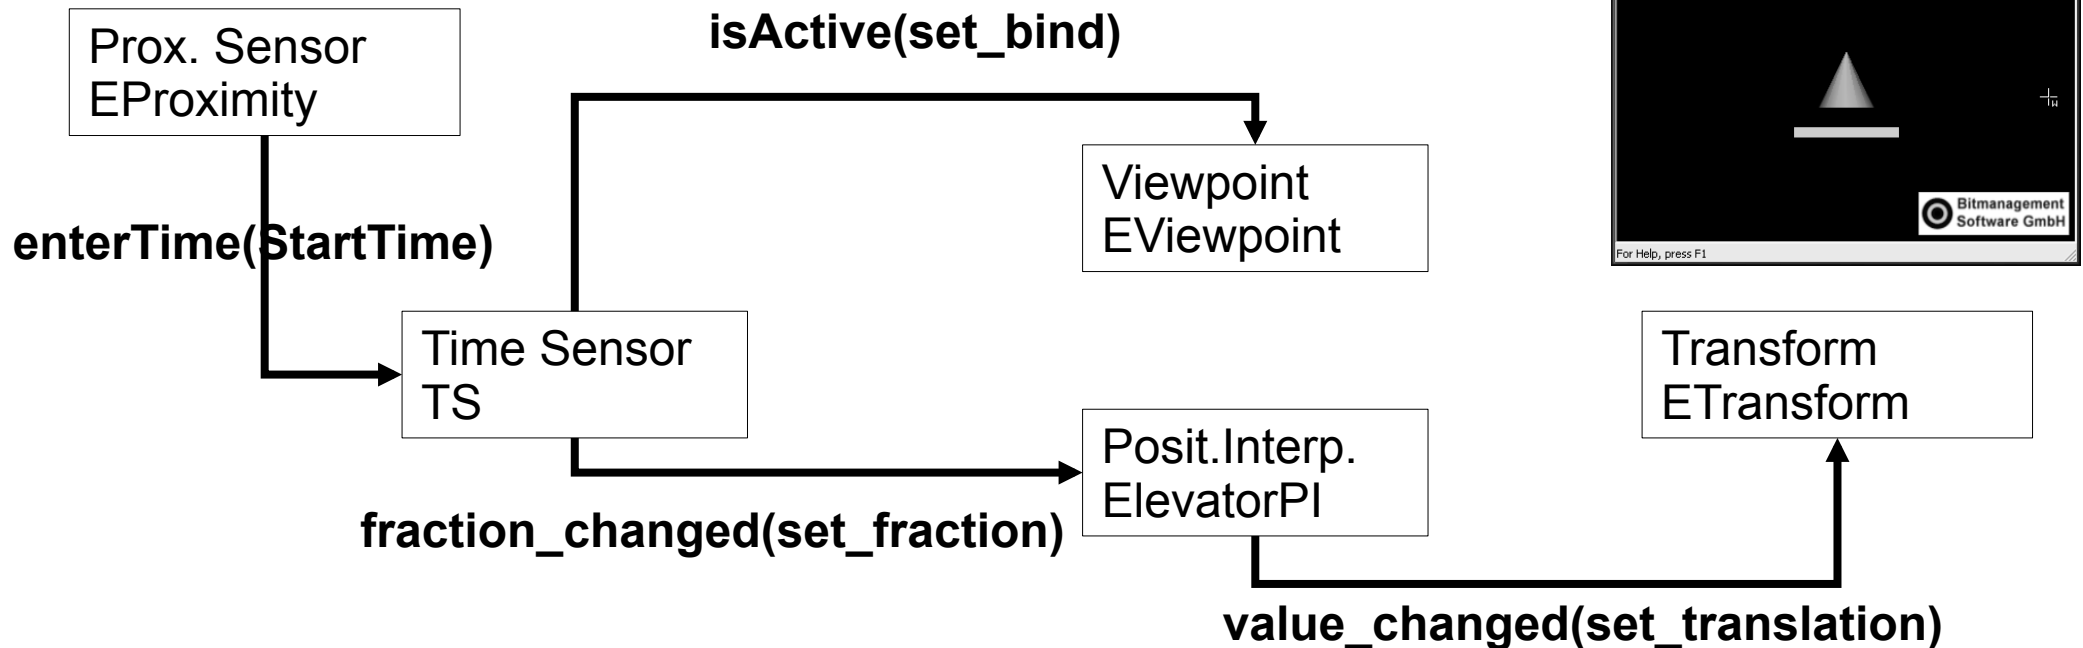 Prox. Sensor
EProximity
isActive(set_bind)
Viewpoint
EViewpoint
Bitmanagement
Software GmbH
For Help, press F1
enterTime(StartTime)
Time Sensor
TS
Transform
ETransform
Posit.Interp.
ElevatorPI
fraction_changed(set_fraction)
value_changed(set_translation)